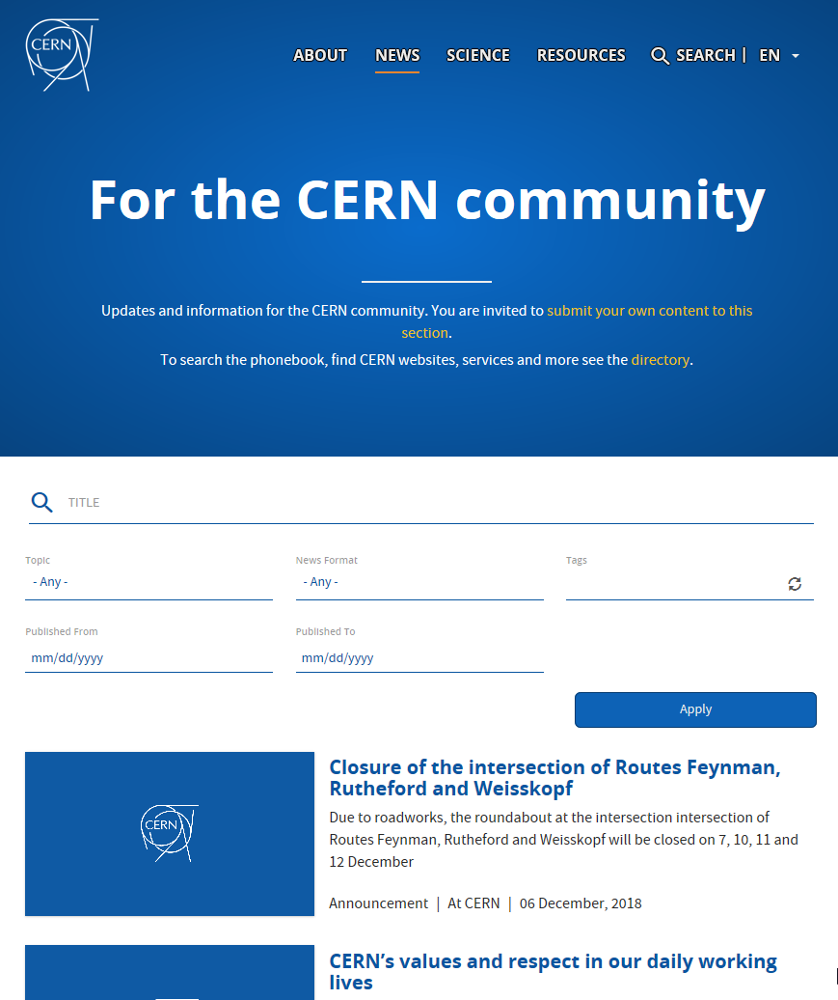 CERN
ABOUT NEWS SCIENCE RESOURCES SEARCH | EN
For the CERN community
Updates and information for the CERN community. You are invited to submit your own content to this
section.
To search the phonebook, find CERN websites, services and more see the directory.
TITLE
Topic News Format Tags
- Any - - Any -
Published From Published To
mm/dd/yyyy mm/dd/yyyy
Apply
CERN
Closure of the intersection of Routes Feynman,
Rutheford and Weisskopf
Due to roadworks, the roundabout at the intersection intersection of
Routes Feynman, Rutheford and Weisskopf will be closed on 7, 10, 11 and
12 December
Announcement | At CERN | 06 December, 2018
CERN’s values and respect in our daily working
lives